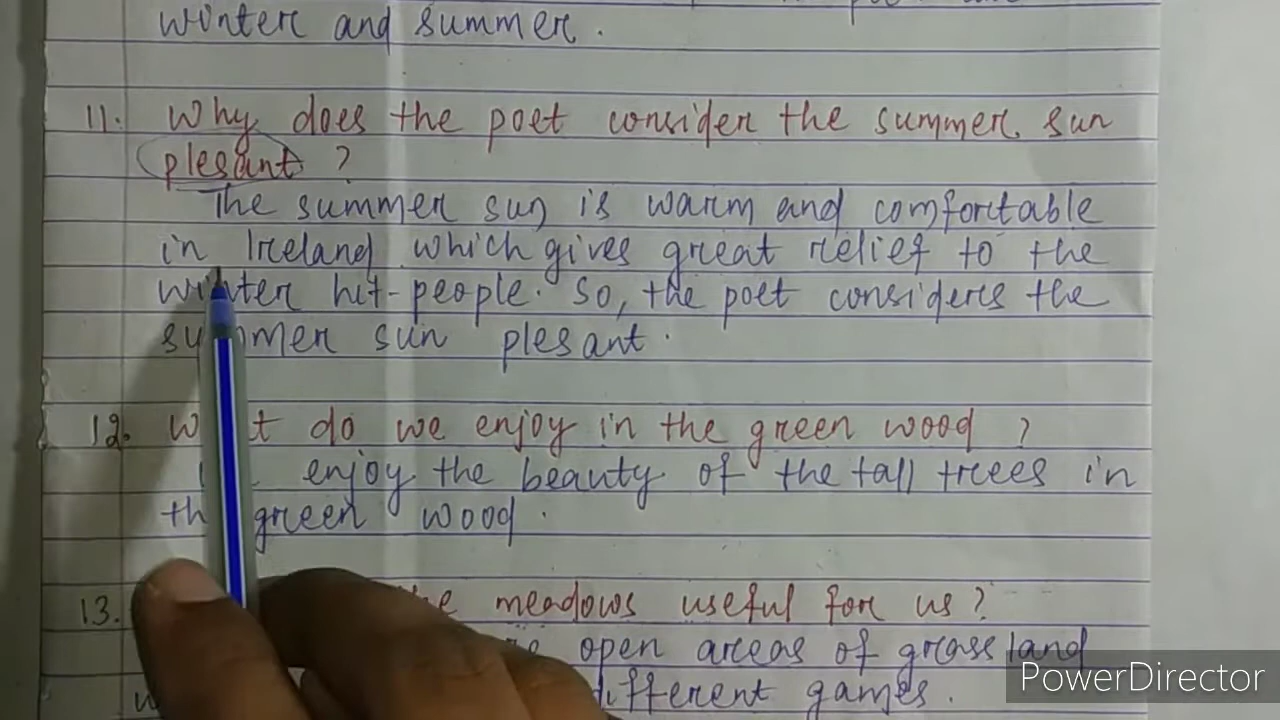 winter and summer.
11. Why does the poet consider the summer sun
plesant ?
The summer sun is warm and comfortable
in Ireland which gives great relief to the
winter hit-people. So, the poet considers the
summer sun plesant.
12. What do we enjoy in the green wood ?
enjoy the beauty of the tall trees in
the green wood.
13. the meadows useful for us?
open areas of grassland
different games.
PowerDirector